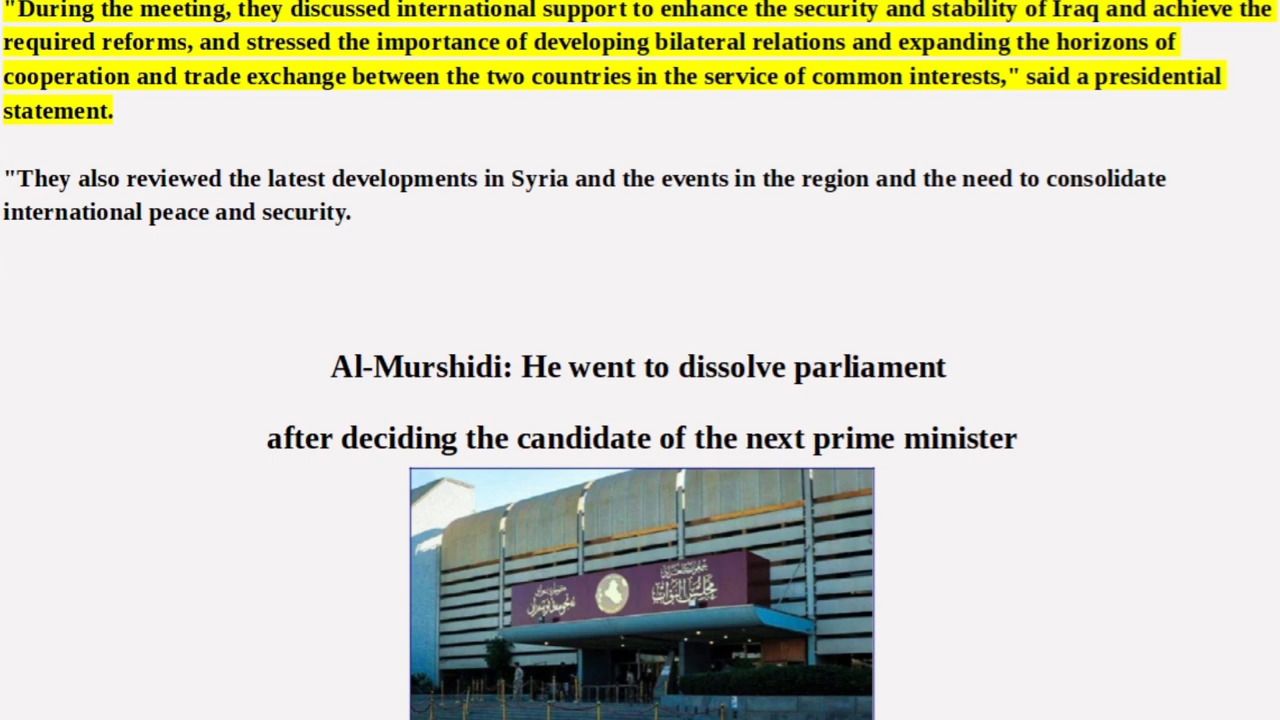 "During the meeting, they discussed international support to enhance the security and stability of Iraq and achieve the
required reforms, and stressed the importance of developing bilateral relations and expanding the horizons of
cooperation and trade exchange between the two countries in the service of common interests," said a presidential
statement.
"They also reviewed the latest developments in Syria and the events in the region and the need to consolidate
international peace and security.
Al-Murshidi: He went to dissolve parliament
after deciding the candidate of the next prime minister
مجلس النواب